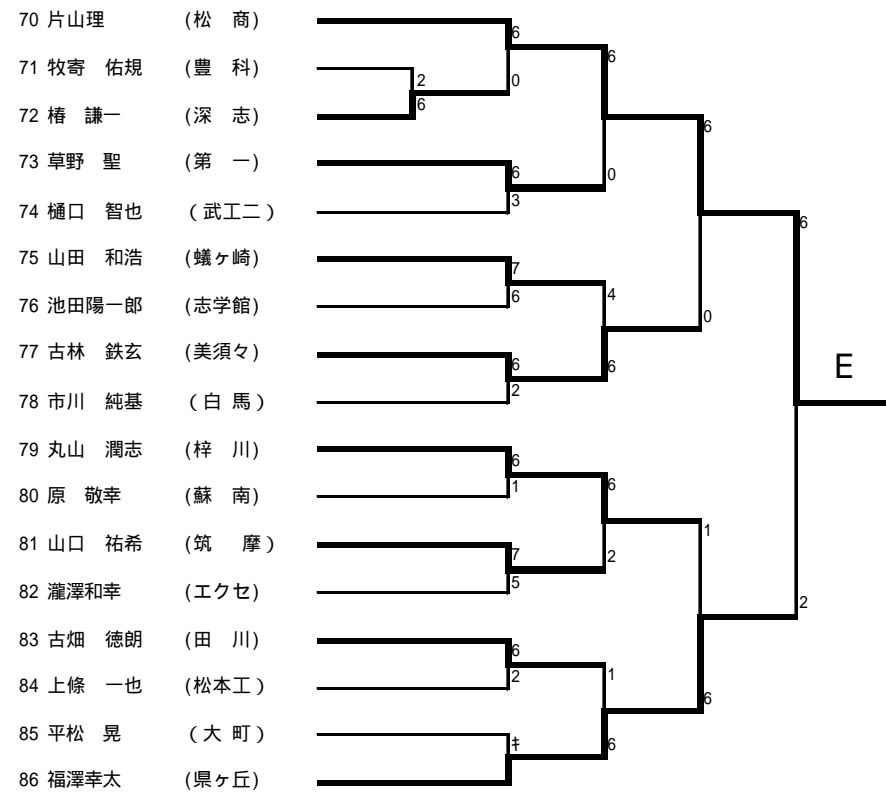 70 片山理 (松 商)
6
6
71 牧寄 佑規 (豊 科)
2
0
72 椿 謙一 (深 志)
6
6
73 草野 聖 (第 一)
6
0
74 樋口 智也 (武工二)
3
6
75 山田 和浩 (蟻ヶ崎)
7
4
76 池田陽一郎 (志学館)
6
0
77 古林 鉄玄 (美須々)
6
6
E
78 市川 純基 (白 馬)
2
79 丸山 潤志 (梓 川)
6
6
80 原 敬幸 (蘇 南)
1
1
81 山口 祐希 (筑 摩)
7
2
82 瀧澤和幸 (エクセ)
5
2
83 古畑 徳朗 (田 川)
6
1
84 上條 一也 (松本工)
2
6
85 平松 晃 (大 町)
キ
6
86 福澤幸太 (県ヶ丘)